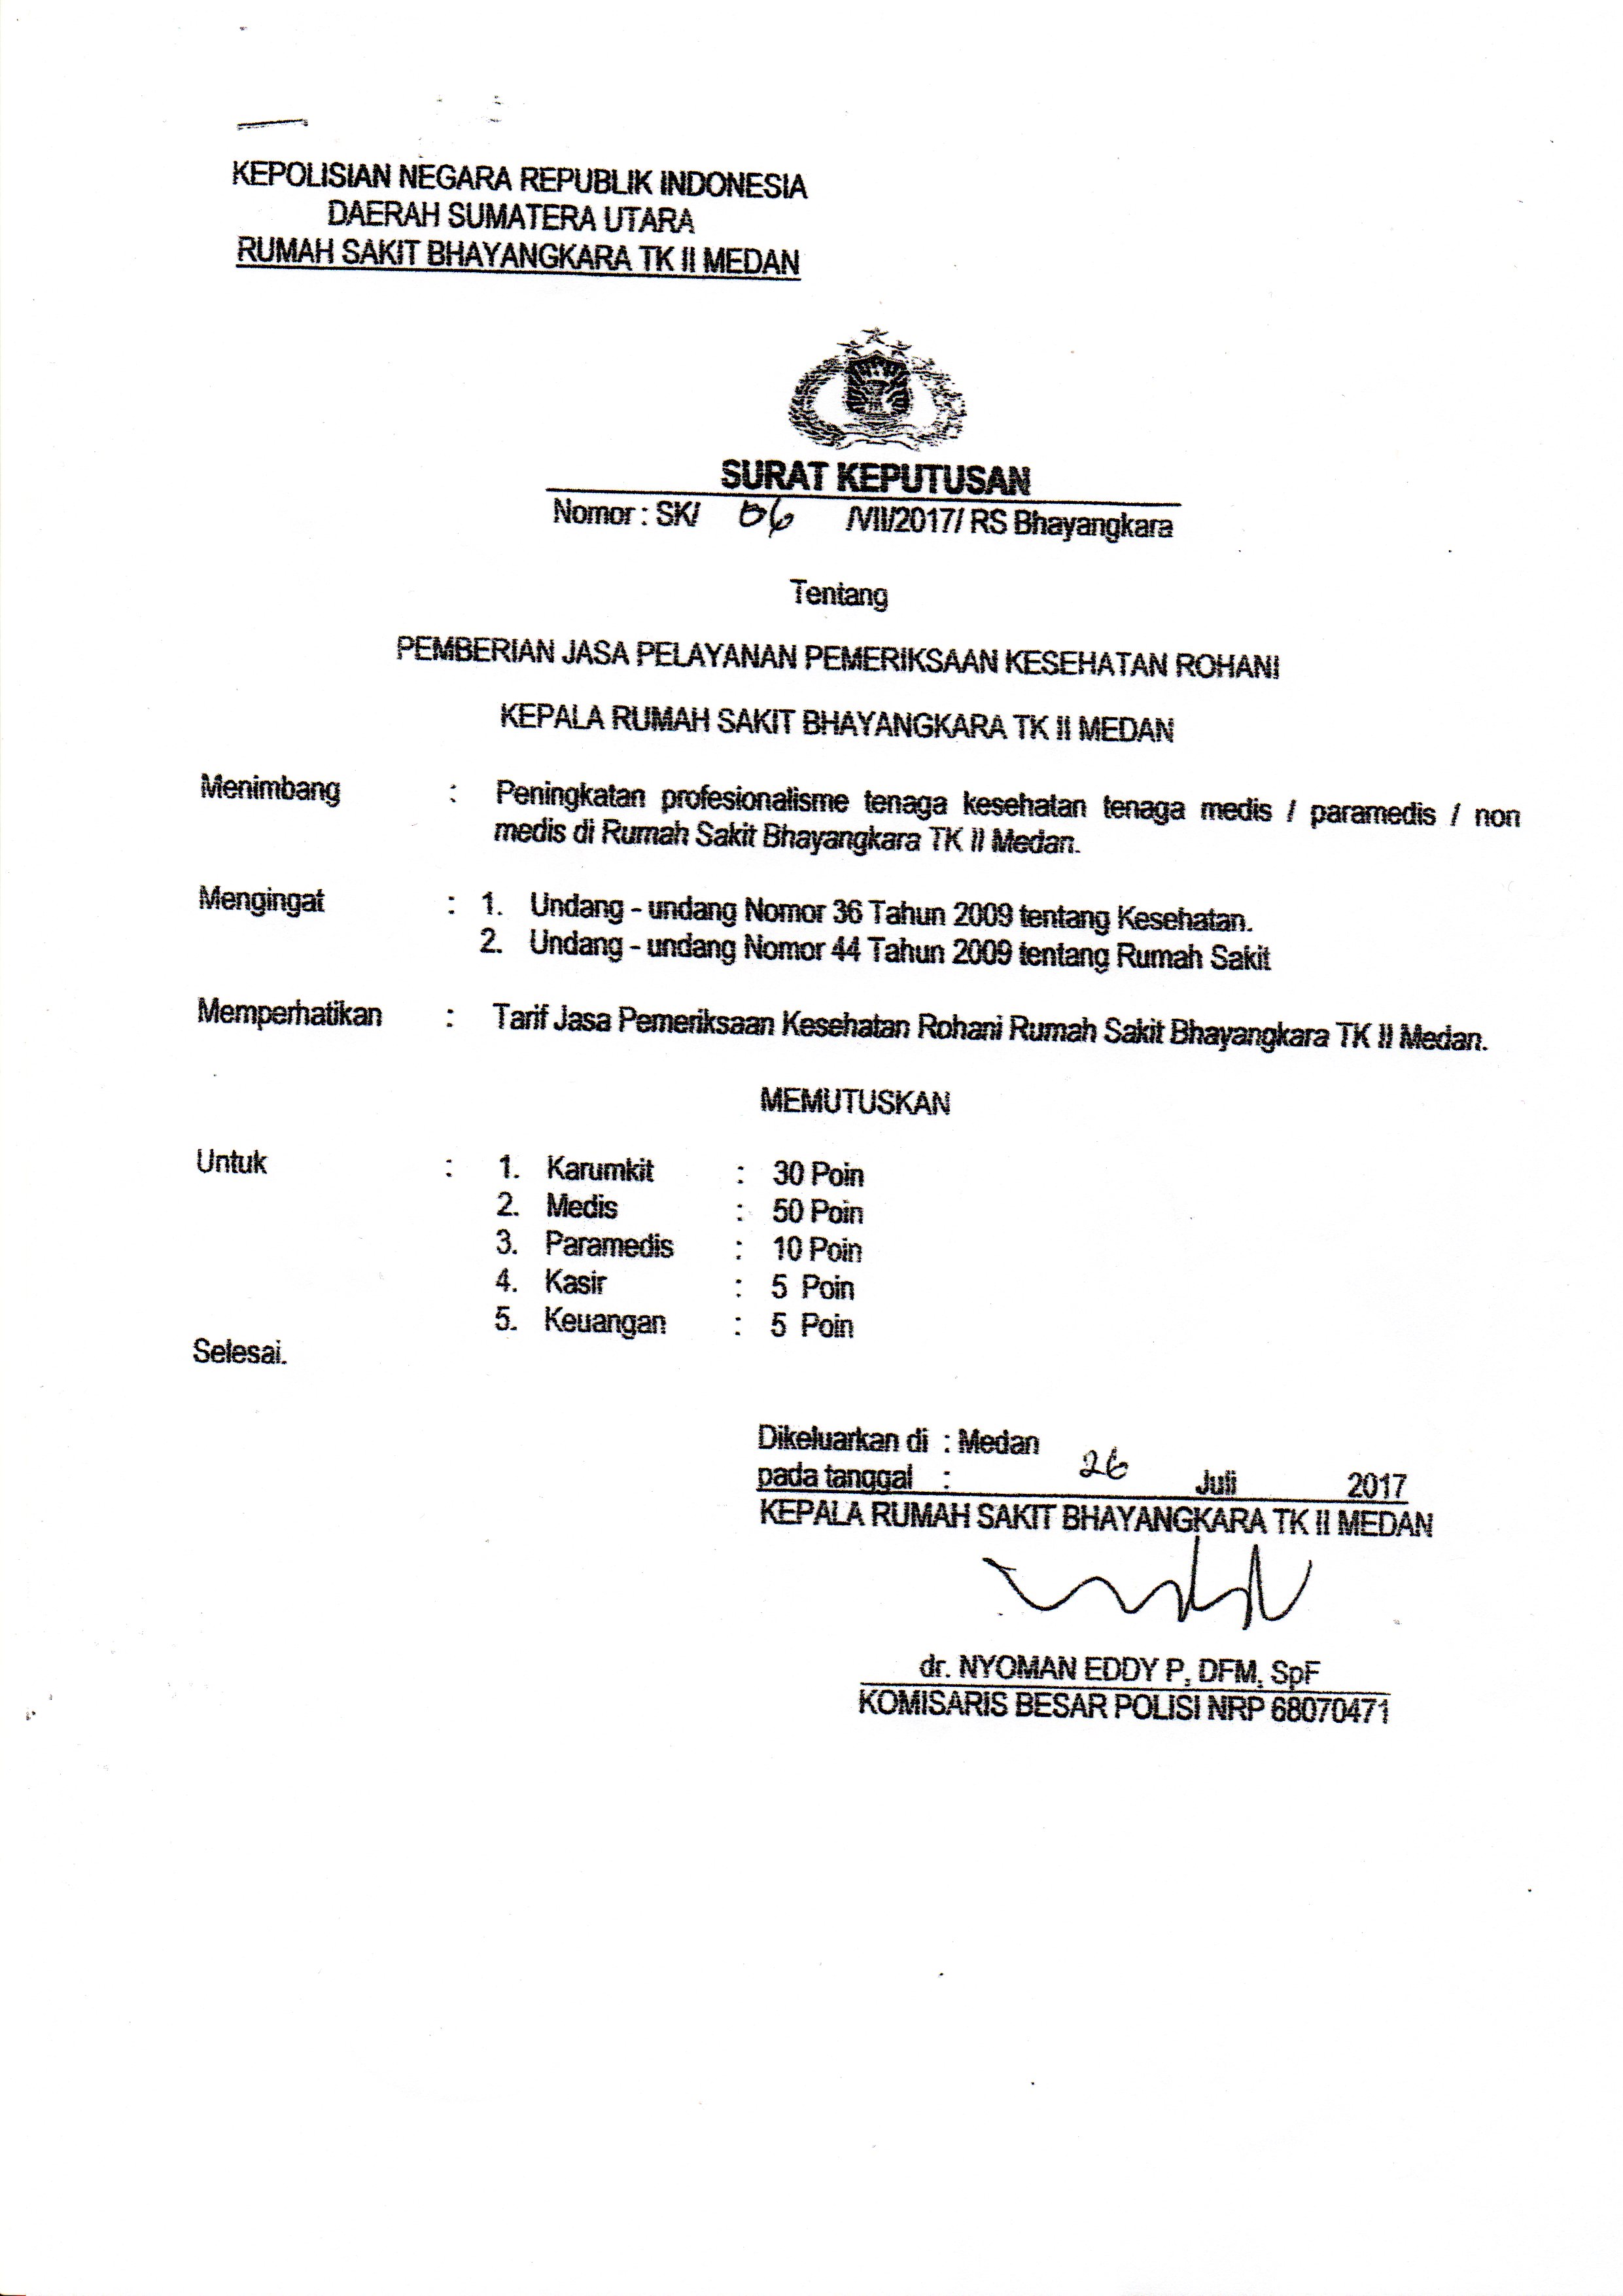 KEPOLISIAN NEGARA REPUBLIK INDONESIA
DAERAH SUMATERA UTARA
RUMAH SAKIT BHAYANGKARA TK II MEDAN
SURAT KEPUTUSAN
Nomor : SK/ 06 /VII/2017/ RS Bhayangkara
Tentang
PEMBERIAN JASA PELAYANAN PEMERIKSAAN KESEHATAN ROHANI
KEPALA RUMAH SAKIT BHAYANGKARA TK II MEDAN
Menimbang : Peningkatan profesionalisme tenaga kesehatan tenaga medis / paramedis / non
medis di Rumah Sakit Bhayangkara TK II Medan.
Mengingat : 1. Undang - undang Nomor 36 Tahun 2009 tentang Kesehatan.
2. Undang - undang Nomor 44 Tahun 2009 tentang Rumah Sakit
Memperhatikan : Tarif Jasa Pemeriksaan Kesehatan Rohani Rumah Sakit Bhayangkara TK II Medan.
MEMUTUSKAN
Untuk : 1. Karumkit : 30 Poin
2. Medis : 50 Poin
3. Paramedis : 10 Poin
4. Kasir : 5 Poin
5. Keuangan : 5 Poin
Selesai.
Dikeluarkan di : Medan
pada tanggal : 26 Juli 2017
KEPALA RUMAH SAKIT BHAYANGKARA TK II MEDAN
dr. NYOMAN EDDY P, DFM, SpF
KOMISARIS BESAR POLISI NRP 68070471